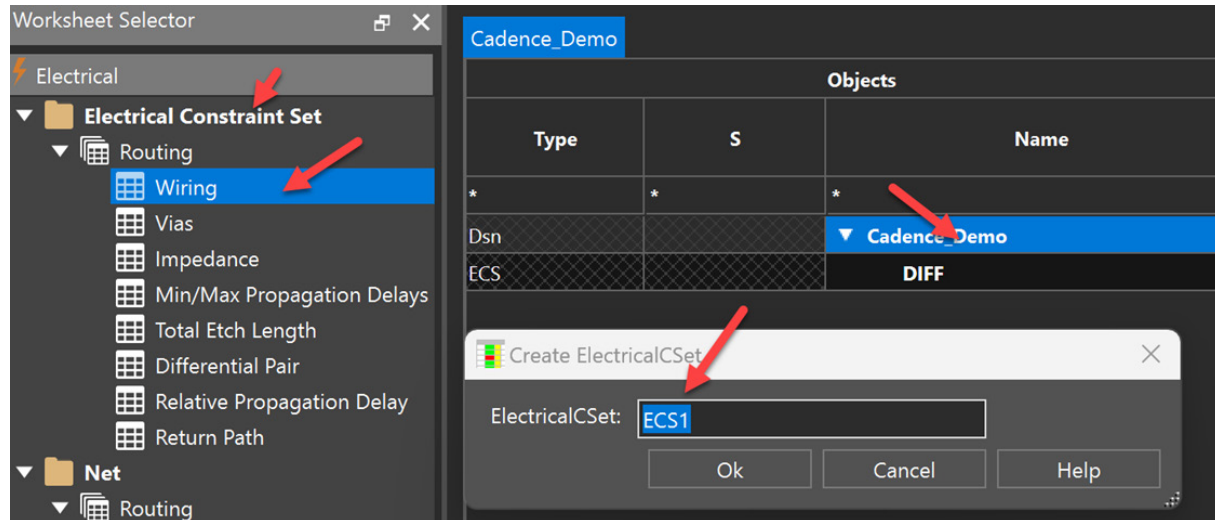 Worksheet Selector
Electrical
Electrical Constraint Set
Routing
Wiring
Vias
Impedance
Min/Max Propagation Delays
Total Etch Length
Differential Pair
Relative Propagation Delay
Return Path
Net
Routing
Cadence_Demo
Objects
Type S Name
* * *
Dsn Cadence_Demo
ECS DIFF
Create ElectricalCSet
ElectricalCSet: ECS1
Ok Cancel Help